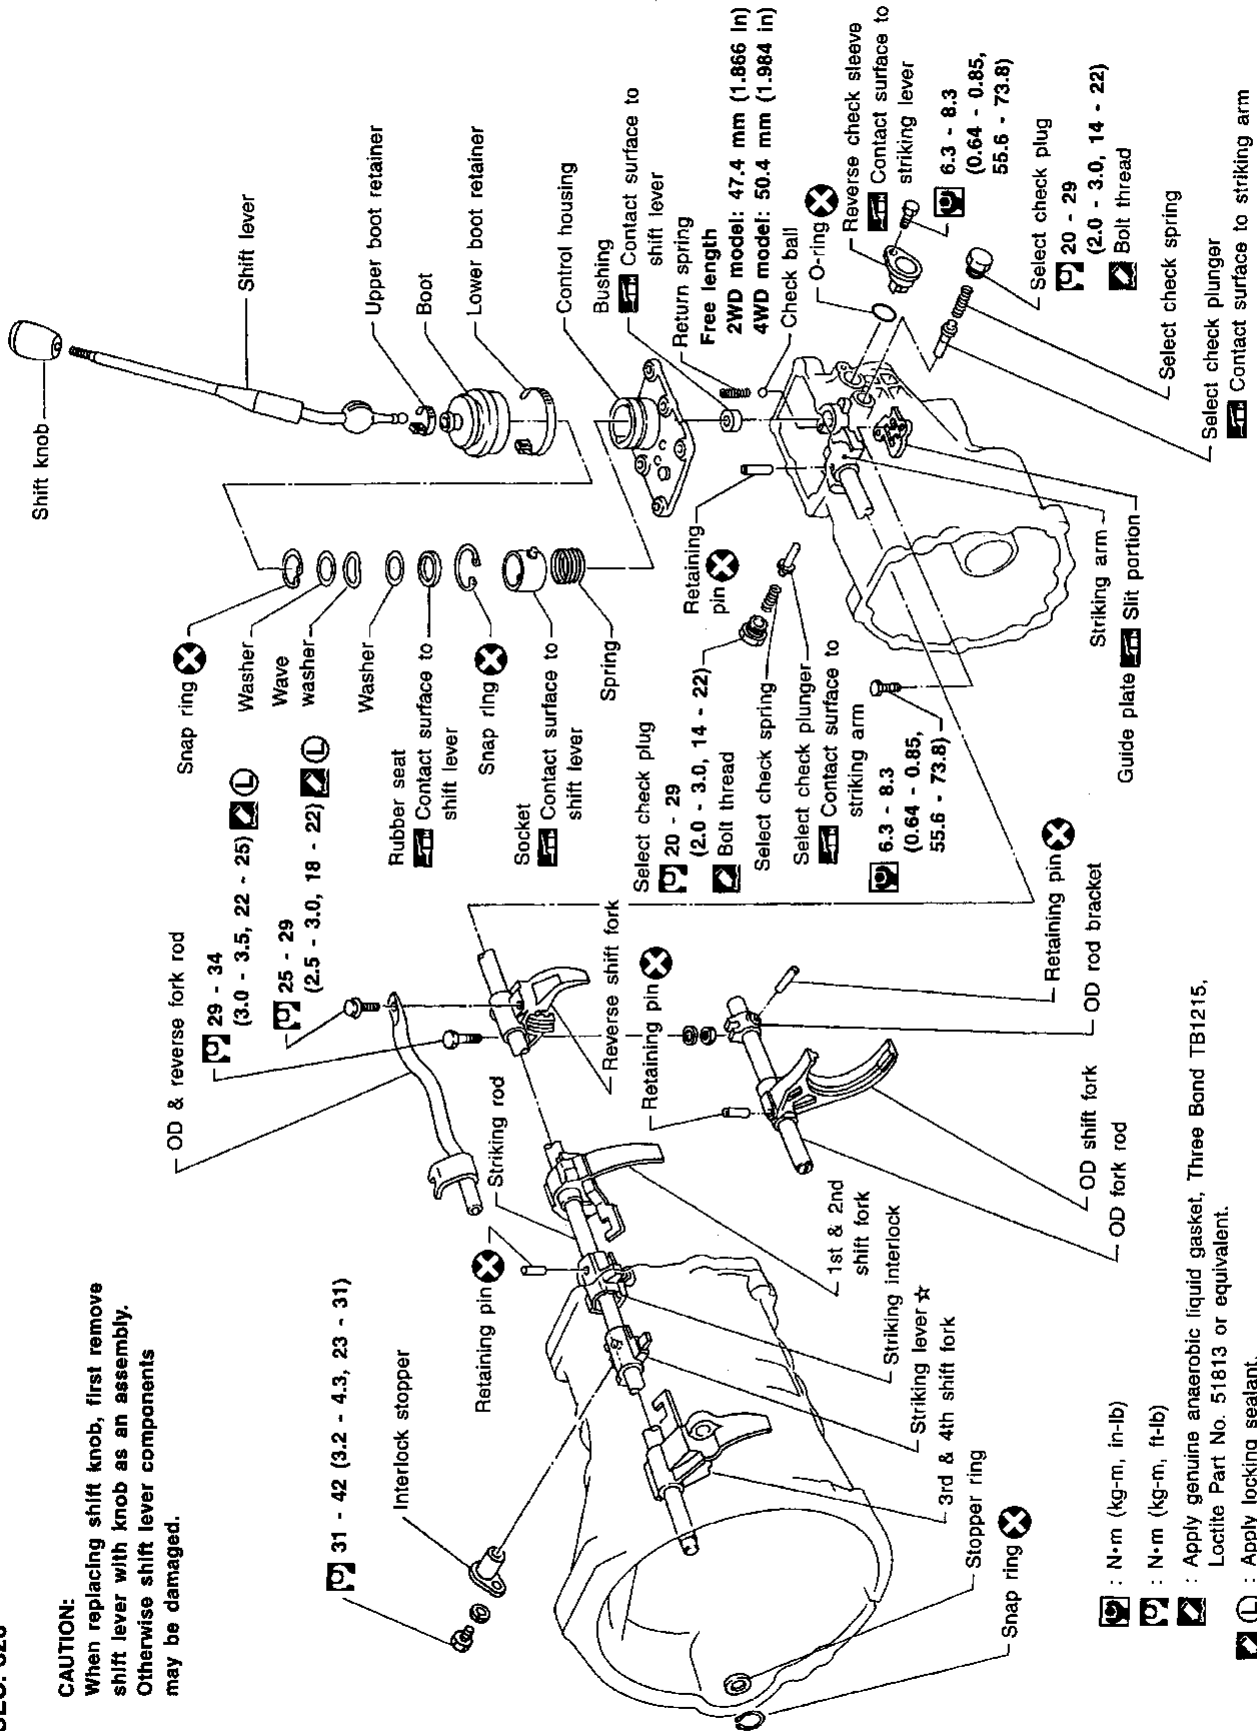 CAUTION:
When replacing shift knob, first remove
shift lever with knob as an assembly.
Otherwise shift lever components
may be damaged.
31 - 42 (3.2 - 4.3, 23 - 31)
Interlock stopper
Retaining pin
Striking rod
OD & reverse fork rod
29 - 34
(3.0 - 3.5, 22 - 25) L
25 - 29
(2.5 - 3.0, 18 - 22) L
Reverse shift fork
Retaining pin
Retaining pin
OD rod bracket
OD shift fork
OD fork rod
1st & 2nd
shift fork
Striking interlock
Striking lever ☆
3rd & 4th shift fork
Stopper ring
Snap ring
Shift knob
Shift lever
Upper boot retainer
Boot
Lower boot retainer
Control housing
Bushing
Contact surface to
shift lever
Return spring
Free length
2WD model: 47.4 mm (1.866 in)
4WD model: 50.4 mm (1.984 in)
Check ball
O-ring
Reverse check sleeve
Contact surface to
striking lever
6.3 - 8.3
(0.64 - 0.85,
55.6 - 73.8)
Select check plug
20 - 29
(2.0 - 3.0, 14 - 22)
Bolt thread
Select check spring
Select check plunger
Contact surface to striking arm
Snap ring
Washer
Wave
washer
Washer
Rubber seat
Contact surface to
shift lever
Snap ring
Socket
Contact surface to
shift lever
Spring
Select check plug
20 - 29
(2.0 - 3.0, 14 - 22)
Bolt thread
Select check spring
Select check plunger
Contact surface to
striking arm
6.3 - 8.3
(0.64 - 0.85,
55.6 - 73.8)
Retaining
pin
Striking arm
Guide plate Slit portion
: N•m (kg-m, in-lb)
: N•m (kg-m, ft-lb)
: Apply genuine anaerobic liquid gasket, Three Bond TB1215,
Loctite Part No. 51813 or equivalent.
L : Apply locking sealant.